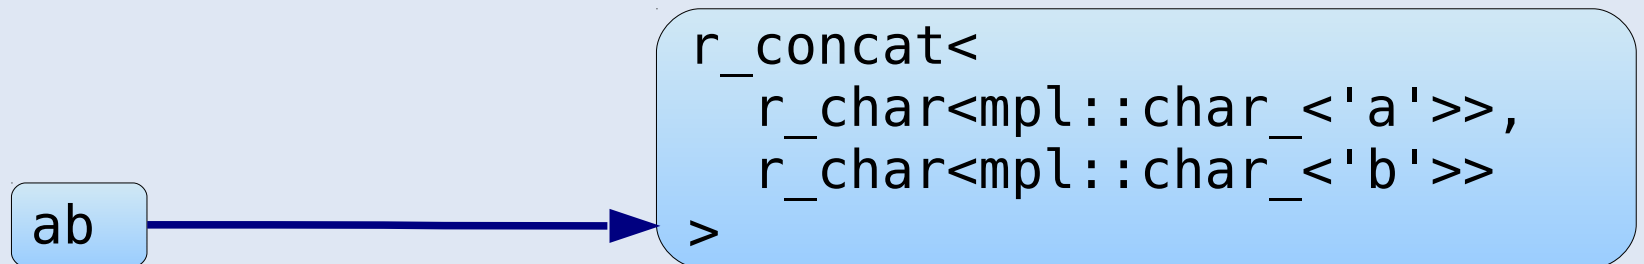 r_concat<
  r_char<mpl::char_<'a'>>,
  r_char<mpl::char_<'b'>>
>
ab